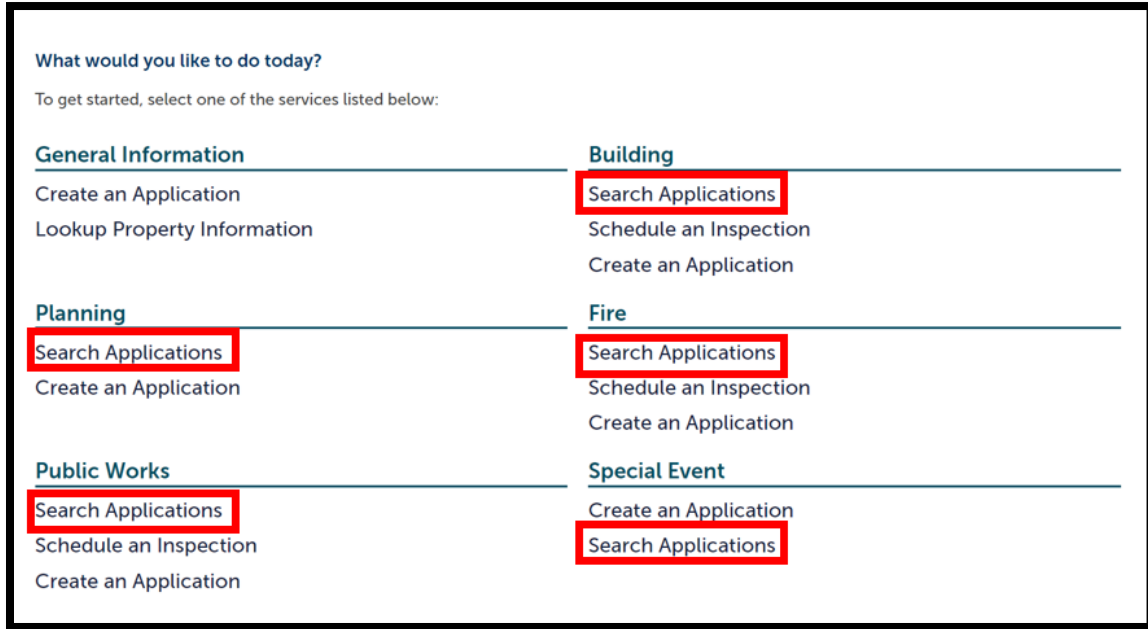 What would you like to do today?
To get started, select one of the services listed below:
General Information
Create an Application
Lookup Property Information
Building
Search Applications
Schedule an Inspection
Create an Application
Planning
Search Applications
Create an Application
Fire
Search Applications
Schedule an Inspection
Create an Application
Public Works
Search Applications
Schedule an Inspection
Create an Application
Special Event
Create an Application
Search Applications